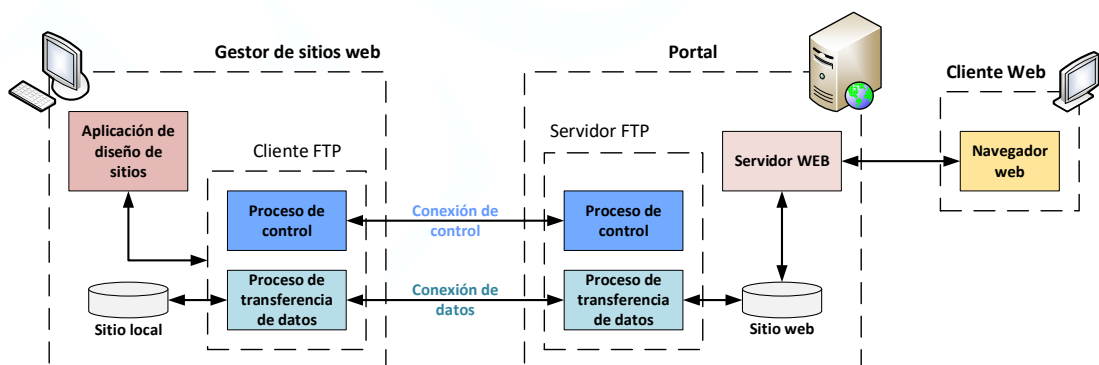 Gestor de sitios web
Portal
Cliente Web
Aplicación de
diseño de
sitios
Cliente FTP
Servidor FTP
Servidor WEB
Navegador
web
Proceso de
control
Conexión de
control
Proceso de
control
Proceso de
transferencia
de datos
Conexión de
datos
Proceso de
transferencia
de datos
Sitio local
Sitio web